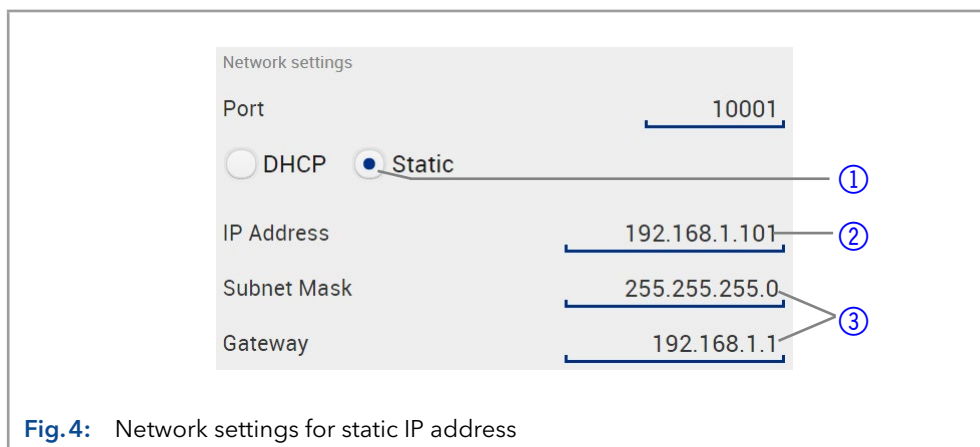 Network settings
Port 10001
DHCP Static
①
IP Address 192.168.1.101 ②
Subnet Mask 255.255.255.0
③
Gateway 192.168.1.1
Fig.4: Network settings for static IP address